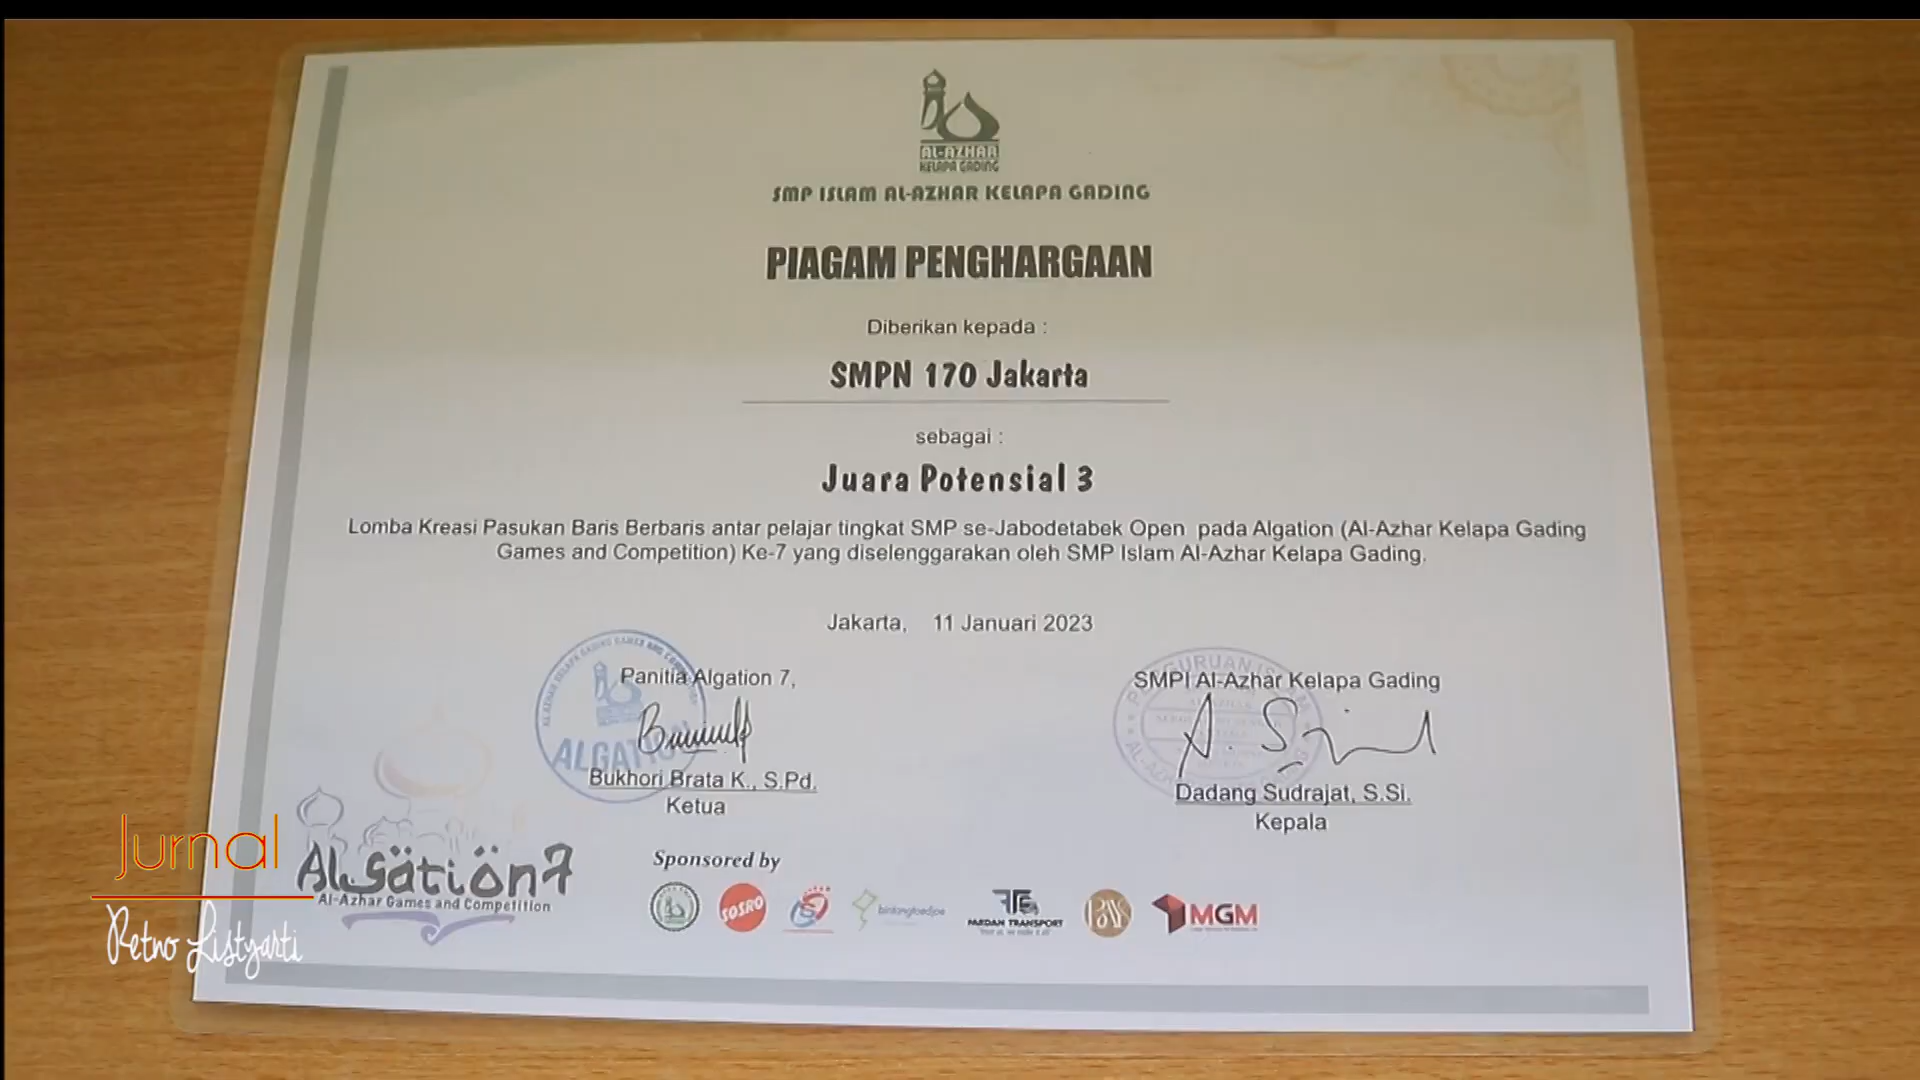 AL-AZHAR
KELAPA GADING
SMP ISLAM AL-AZHAR KELAPA GADING
PIAGAM PENGHARGAAN
Diberikan kepada :
SMPN 170 Jakarta
sebagai :
Juara Potensial 3
Lomba Kreasi Pasukan Baris Berbaris antar pelajar tingkat SMP se-Jabodetabek Open pada Algation (Al-Azhar Kelapa Gading
Games and Competition) Ke-7 yang diselenggarakan oleh SMP Islam Al-Azhar Kelapa Gading.
Jakarta, 11 Januari 2023
Panitia Algation 7,
ALGATION
Bukhori Brata K., S.Pd.
Ketua
SMPI Al-Azhar Kelapa Gading
Dadang Sudrajat, S.Si.
Kepala
Jurnal
Retno Listyarti
Algation 7
Al-Azhar Games and Competition
Sponsored by
SOSRO
bintangtoedjoe
PARDAN TRANSPORT
MGM